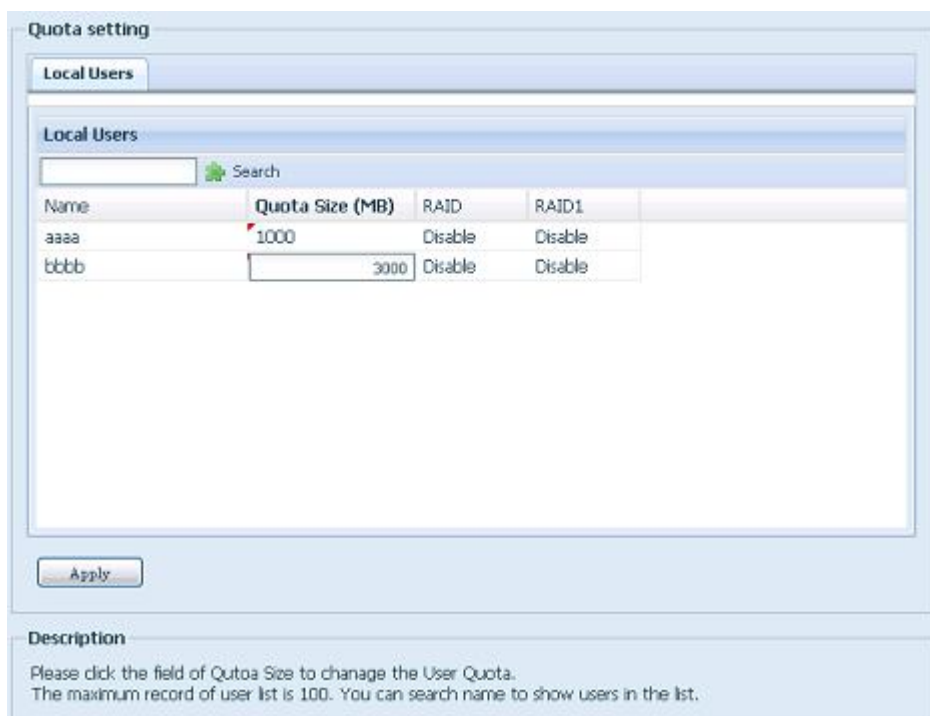 Quota setting
Local Users
Local Users
Search
Name Quota Size (MB) RAID RAID1
aaaa 1000 Disable Disable
bbbb 3000 Disable Disable
Apply
Description
Please click the field of Qutoa Size to chanage the User Quota.
The maximum record of user list is 100. You can search name to show users in the list.